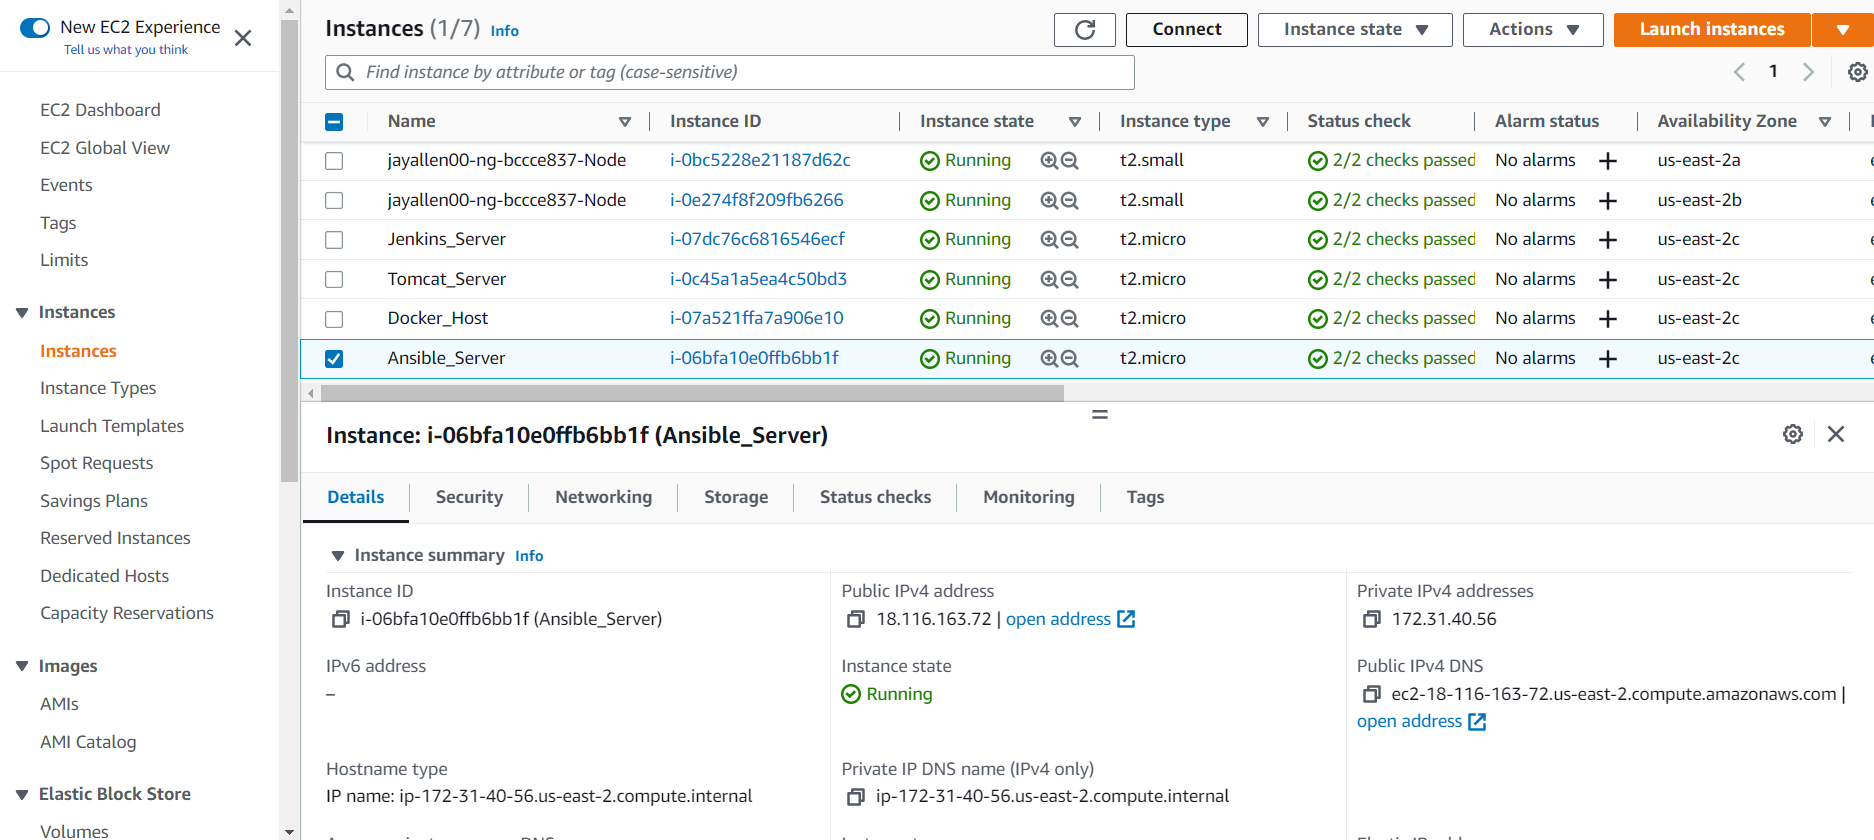 New EC2 Experience
Tell us what you think
EC2 Dashboard
EC2 Global View
Events
Tags
Limits
Instances
Instances
Instance Types
Launch Templates
Spot Requests
Savings Plans
Reserved Instances
Dedicated Hosts
Capacity Reservations
Images
AMIs
AMI Catalog
Elastic Block Store
Volumes
Instances (1/7) Info
Connect
Instance state
Actions
Launch instances
Find instance by attribute or tag (case-sensitive)
1
Name Instance ID Instance state Instance type Status check Alarm status Availability Zone
jayallen00-ng-bccce837-Node i-0bc5228e21187d62c Running t2.small 2/2 checks passed No alarms us-east-2a
jayallen00-ng-bccce837-Node i-0e274f8f209fb6266 Running t2.small 2/2 checks passed No alarms us-east-2b
Jenkins_Server i-07dc76c6816546ecf Running t2.micro 2/2 checks passed No alarms us-east-2c
Tomcat_Server i-0c45a1a5ea4c50bd3 Running t2.micro 2/2 checks passed No alarms us-east-2c
Docker_Host i-07a521ffa7a906e10 Running t2.micro 2/2 checks passed No alarms us-east-2c
Ansible_Server i-06bfa10e0ffb6bb1f Running t2.micro 2/2 checks passed No alarms us-east-2c
Instance: i-06bfa10e0ffb6bb1f (Ansible_Server)
Details Security Networking Storage Status checks Monitoring Tags
Instance summary Info
Instance ID
i-06bfa10e0ffb6bb1f (Ansible_Server)
Public IPv4 address
18.116.163.72 | open address
Private IPv4 addresses
172.31.40.56
IPv6 address
–
Instance state
Running
Public IPv4 DNS
ec2-18-116-163-72.us-east-2.compute.amazonaws.com |
open address
Hostname type
IP name: ip-172-31-40-56.us-east-2.compute.internal
Private IP DNS name (IPv4 only)
ip-172-31-40-56.us-east-2.compute.internal